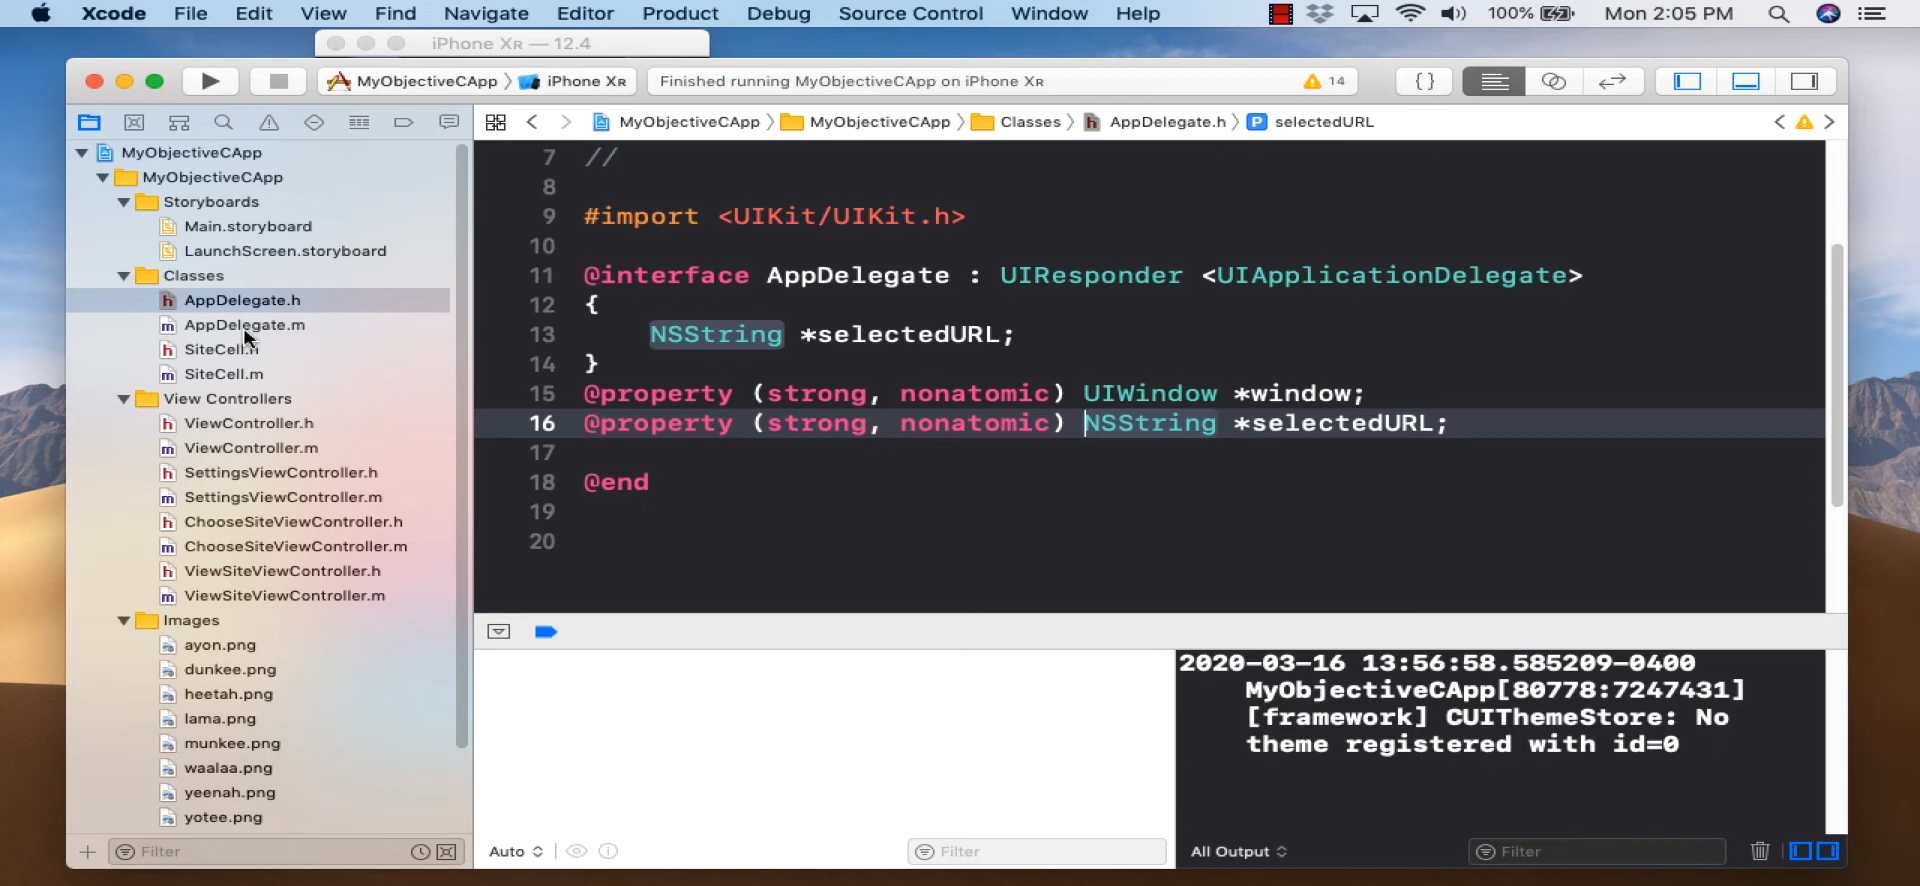 Xcode File Edit View Find Navigate Editor Product Debug Source Control Window Help 100% Mon 2:05 PM
iPhone XR — 12.4
MyObjectiveCApp iPhone XR Finished running MyObjectiveCApp on iPhone XR 14 { }
MyObjectiveCApp MyObjectiveCApp Classes AppDelegate.h P selectedURL
MyObjectiveCApp
MyObjectiveCApp
Storyboards
Main.storyboard
LaunchScreen.storyboard
Classes
h AppDelegate.h
m AppDelegate.m
h SiteCell.h
m SiteCell.m
View Controllers
h ViewController.h
m ViewController.m
h SettingsViewController.h
m SettingsViewController.m
h ChooseSiteViewController.h
m ChooseSiteViewController.m
h ViewSiteViewController.h
m ViewSiteViewController.m
Images
ayon.png
dunkee.png
heetah.png
lama.png
munkee.png
waalaa.png
yeenah.png
yotee.png
Filter
7 //
8
9 #import <UIKit/UIKit.h>
10
11 @interface AppDelegate : UIResponder <UIApplicationDelegate>
12 {
13 NSString *selectedURL;
14 }
15 @property (strong, nonatomic) UIWindow *window;
16 @property (strong, nonatomic) NSString *selectedURL;
17
18 @end
19
20
2020-03-16 13:56:58.585209-0400
MyObjectiveCApp[80778:7247431]
[framework] CUIThemeStore: No
theme registered with id=0
Auto Filter All Output Filter